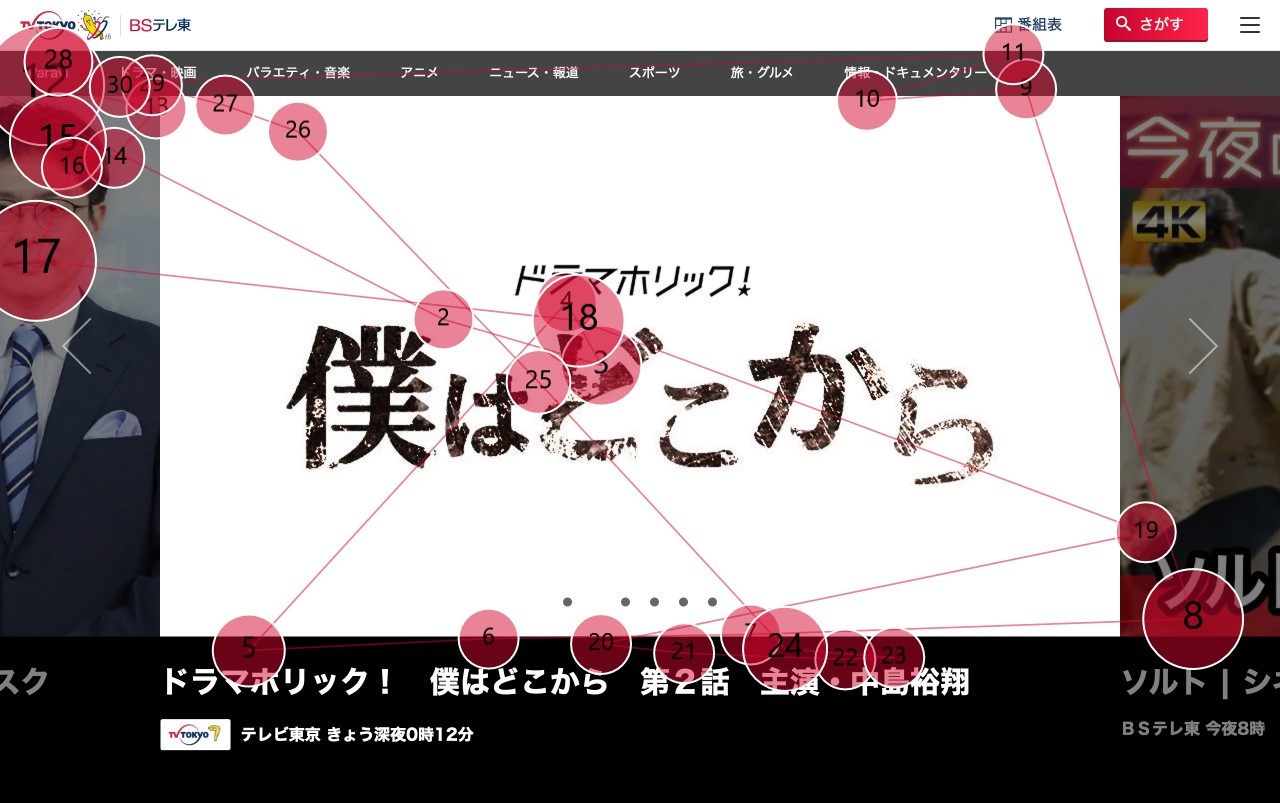 TV TOKYO th BSテレ東 番組表 さがす
Paravi ドラマ・映画 バラエティ・音楽 アニメ ニュース・報道 スポーツ 旅・グルメ 情報・ドキュメンタリー
28 12 30 29 13 27 26 11 10 9
15 16 14
今夜
4K
17
ドラマホリック!
2 4 18 3 25
僕はどこから
19
ソル
8
5 6 20 21 7 24 22 23
スク ドラマホリック！ 僕はどこから 第２話 主演・中島裕翔 ソルト | シネ
TV TOKYO 7 テレビ東京 きょう深夜0時12分 ＢＳテレ東 今夜8時